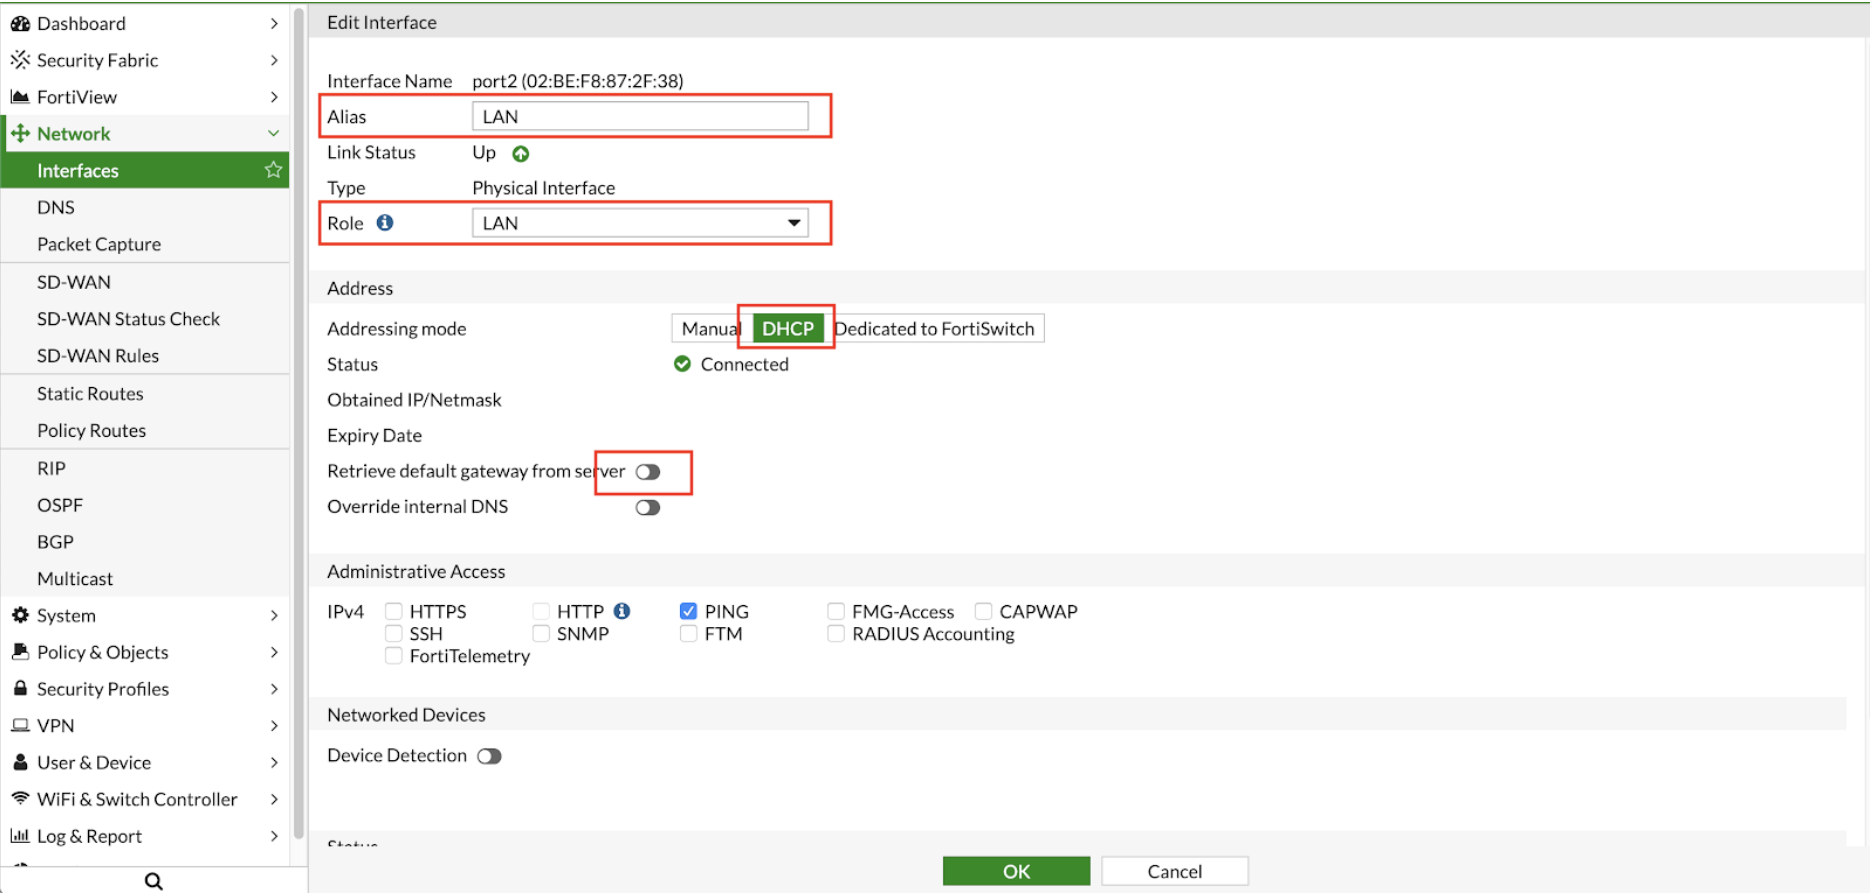 Dashboard
Security Fabric
FortiView
Network
Interfaces
DNS
Packet Capture
SD-WAN
SD-WAN Status Check
SD-WAN Rules
Static Routes
Policy Routes
RIP
OSPF
BGP
Multicast
System
Policy & Objects
Security Profiles
VPN
User & Device
WiFi & Switch Controller
Log & Report
Edit Interface
Interface Name port2 (02:BE:F8:87:2F:38)
Alias LAN
Link Status Up
Type Physical Interface
Role LAN
Address
Addressing mode Manual DHCP Dedicated to FortiSwitch
Status Connected
Obtained IP/Netmask
Expiry Date
Retrieve default gateway from server
Override internal DNS
Administrative Access
IPv4 HTTPS HTTP PING FMG-Access CAPWAP
SSH SNMP FTM RADIUS Accounting
FortiTelemetry
Networked Devices
Device Detection
Status
OK Cancel